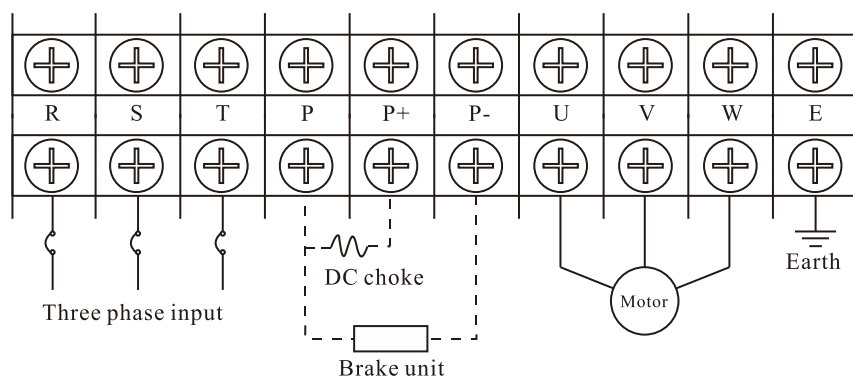 R S T P P+ P- U V W E
DC choke
Earth
Three phase input
Motor
Brake unit